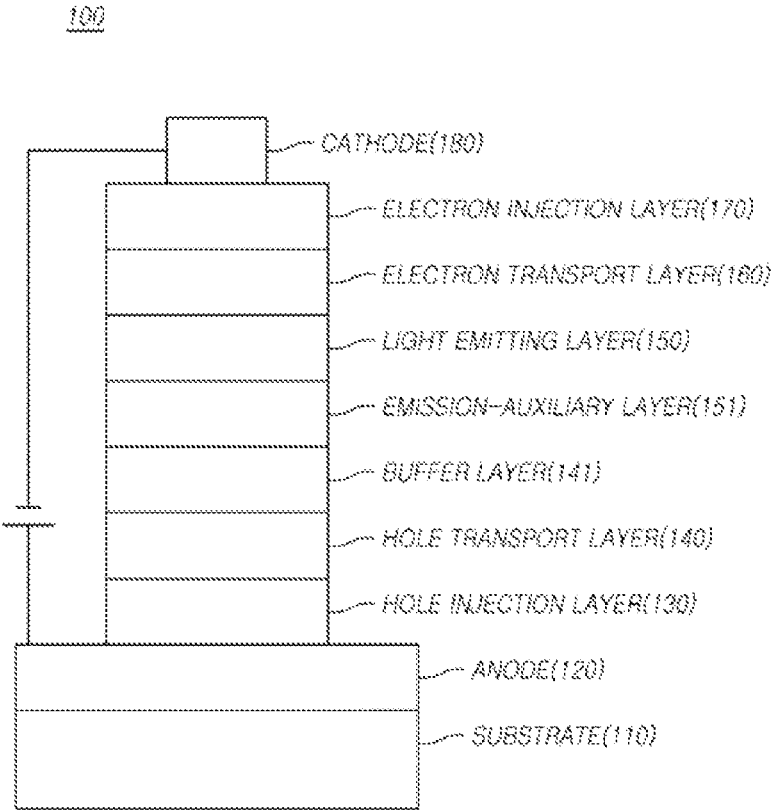 100
CATHODE(180)
ELECTRON INJECTION LAYER(170)
ELECTRON TRANSPORT LAYER(160)
LIGHT EMITTING LAYER(150)
EMISSION-AUXILIARY LAYER(151)
BUFFER LAYER(141)
HOLE TRANSPORT LAYER(140)
HOLE INJECTION LAYER(130)
ANODE(120)
SUBSTRATE(110)